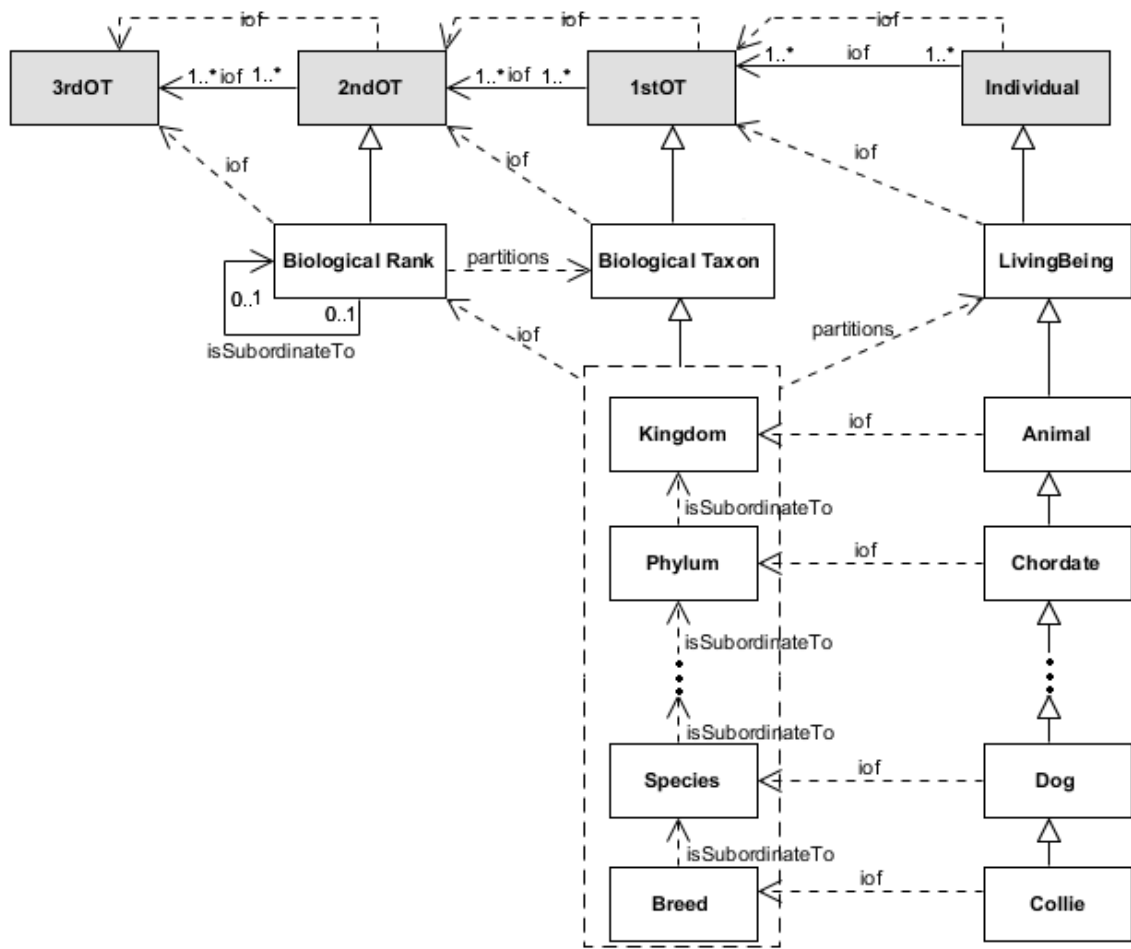 iof
iof
iof
3rdOT
1..*
iof
1..*
2ndOT
1..*
iof
1..*
1stOT
1..*
iof
1..*
Individual
iof
iof
iof
Biological Rank
partitions
Biological Taxon
LivingBeing
0..1
0..1
isSubordinateTo
iof
partitions
Kingdom
iof
Animal
isSubordinateTo
Phylum
iof
Chordate
isSubordinateTo
isSubordinateTo
Species
iof
Dog
isSubordinateTo
Breed
iof
Collie